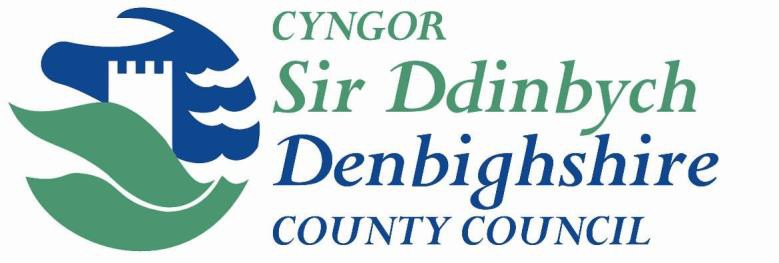 CYNGOR
Sir Ddinbych
Denbighshire
COUNTY COUNCIL